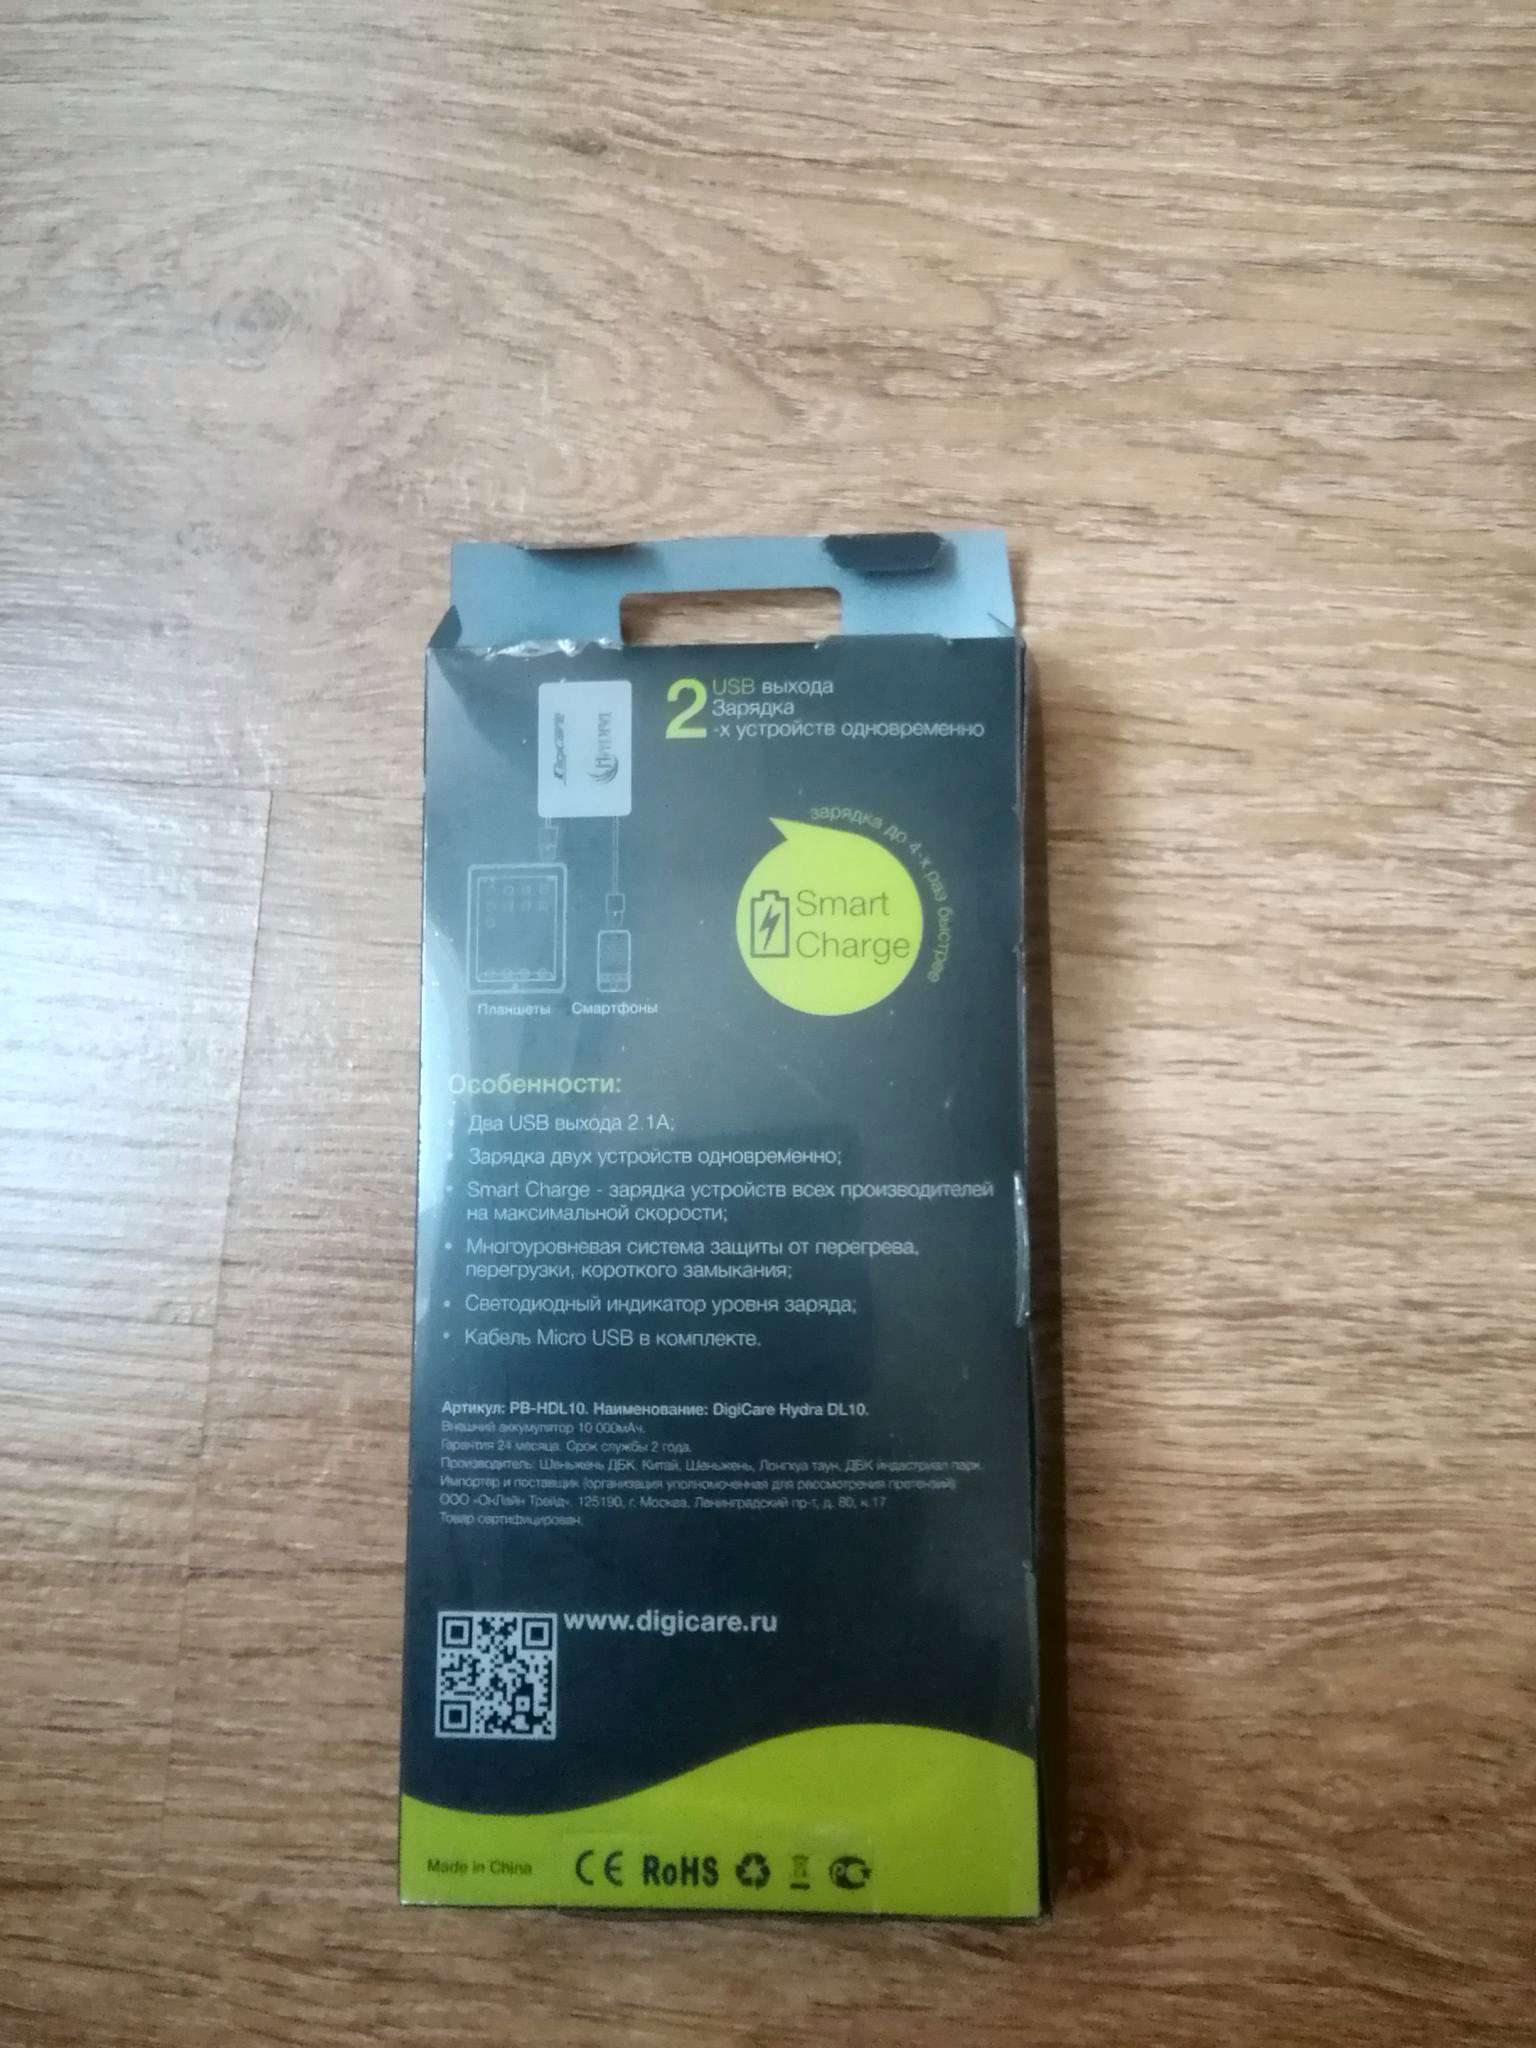 2
USB выхода
Зарядка
-х устройств одновременно
DigiCare
HYDRA
зарядка до 4-х раз быстрее
Smart
Charge
Планшеты Смартфоны
Особенности:
• Два USB выхода 2.1A;
• Зарядка двух устройств одновременно;
• Smart Charge - зарядка устройств всех производителей
на максимальной скорости;
• Многоуровневая система защиты от перегрева,
перегрузки, короткого замыкания;
• Светодиодный индикатор уровня заряда;
• Кабель Micro USB в комплекте.
Артикул: PB-HDL10. Наименование: DigiCare Hydra DL10.
Внешний аккумулятор 10 000мАч.
Гарантия 24 месяца. Срок службы 2 года.
Производитель: Шеньжень ДБК, Китай, Шеньжень, Лонгхуа таун, ДБК индастриал парк.
Импортер и поставщик (организация уполномоченная для рассмотрения претензий)
ООО «ОнЛайн Трейд», 125190, г. Москва, Ленинградский пр-т, д. 80, к.17
Товар сертифицирован.
www.digicare.ru
Made in China CE RoHS